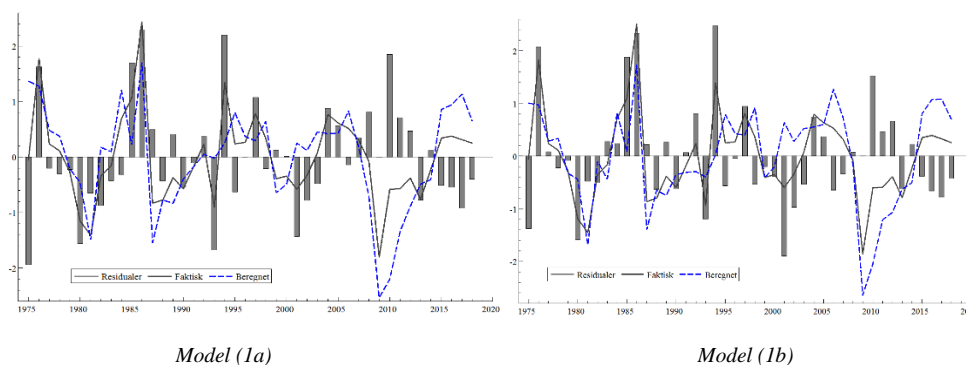 2
1
0
-1
-2
Residualer Faktisk Beregnet
1975 1980 1985 1990 1995 2000 2005 2010 2015 2020
Model (1a)
2
1
0
-1
-2
Residualer Faktisk Beregnet
1975 1980 1985 1990 1995 2000 2005 2010 2015
Model (1b)